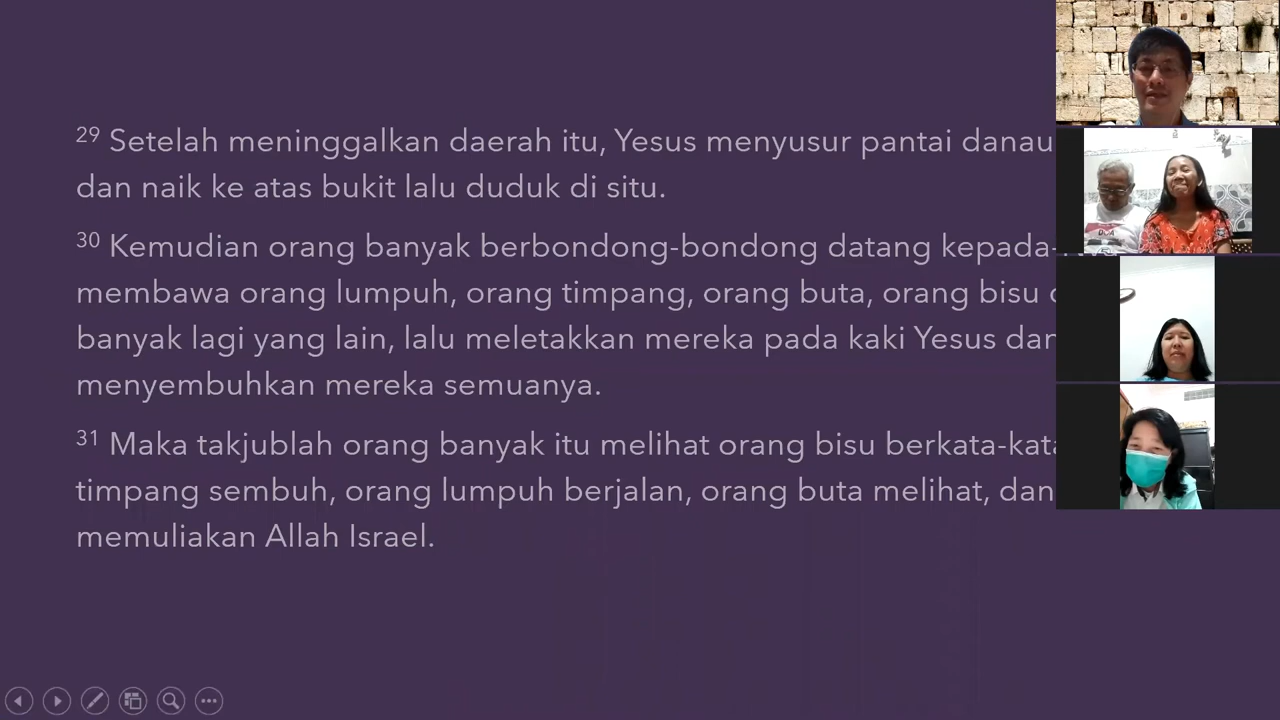 29 Setelah meninggalkan daerah itu, Yesus menyusur pantai danau
dan naik ke atas bukit lalu duduk di situ.
30 Kemudian orang banyak berbondong-bondong datang kepada-
membawa orang lumpuh, orang timpang, orang buta, orang bisu
banyak lagi yang lain, lalu meletakkan mereka pada kaki Yesus dan
menyembuhkan mereka semuanya.
31 Maka takjublah orang banyak itu melihat orang bisu berkata-kata
timpang sembuh, orang lumpuh berjalan, orang buta melihat, dan
memuliakan Allah Israel.